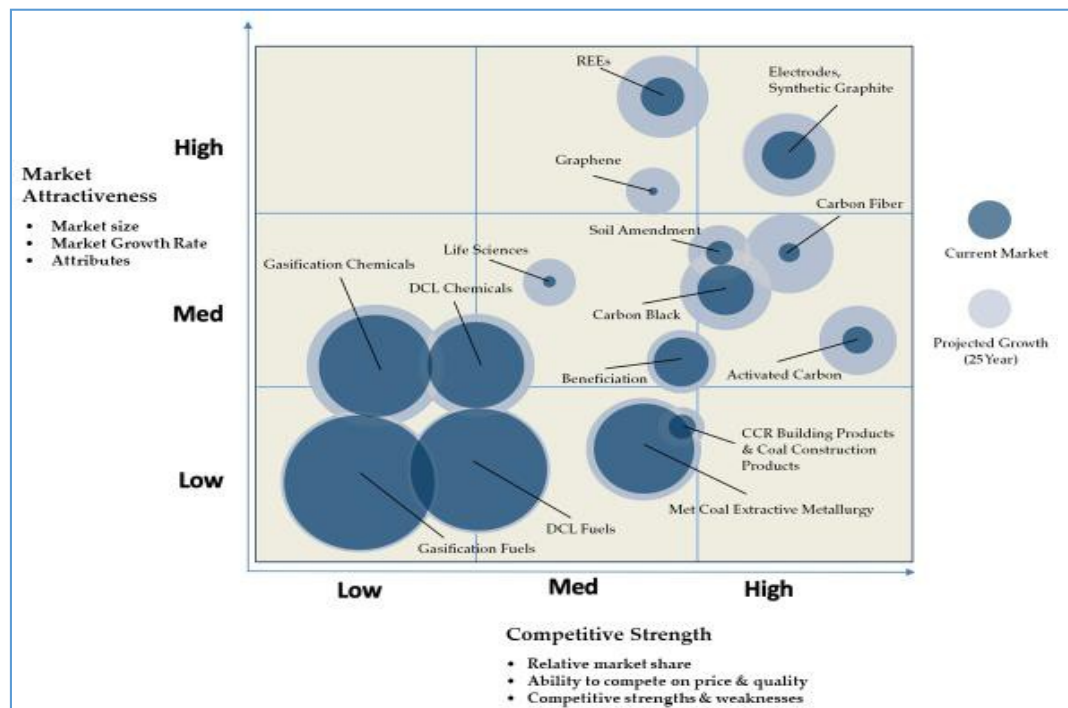 REEs
Electrodes,
Synthetic Graphite
High
Market
Attractiveness
• Market size
• Market Growth Rate
• Attributes
Graphene
Carbon Fiber
Soil Amendment
Life Sciences
Gasification Chemicals
DCL Chemicals
Current Market
Med
Carbon Black
Projected Growth
(25 Year)
Beneficiation
Activated Carbon
CCR Building Products
& Coal Construction
Products
Low
Met Coal Extractive Metallurgy
DCL Fuels
Gasification Fuels
Low
Med
High
Competitive Strength
• Relative market share
• Ability to compete on price & quality
• Competitive strengths & weaknesses